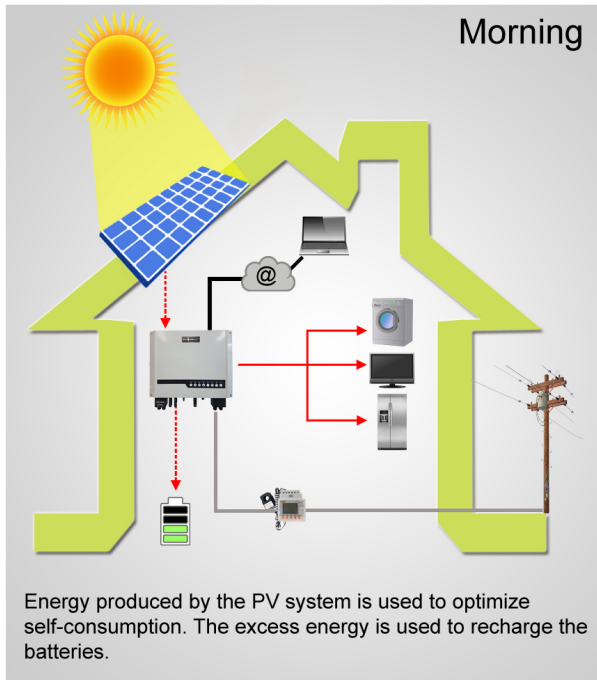 Morning
@
Energy produced by the PV system is used to optimize
self-consumption. The excess energy is used to recharge the
batteries.